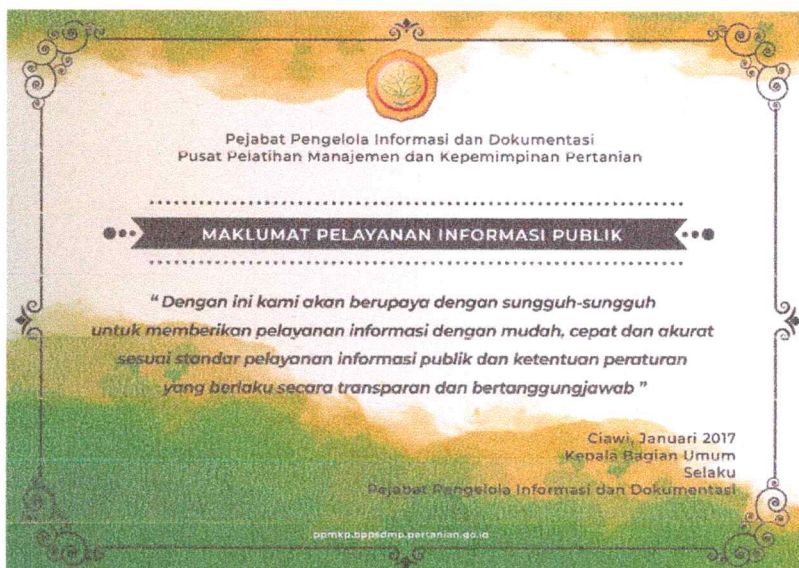 Pejabat Pengelola Informasi dan Dokumentasi
Pusat Pelatihan Manajemen dan Kepemimpinan Pertanian
MAKLUMAT PELAYANAN INFORMASI PUBLIK
“ Dengan ini kami akan berupaya dengan sungguh-sungguh
untuk memberikan pelayanan informasi dengan mudah, cepat dan akurat
sesuai standar pelayanan informasi publik dan ketentuan peraturan
yang berlaku secara transparan dan bertanggungjawab ”
Ciawi, Januari 2017
Kepala Bagian Umum
Selaku
Pejabat Pengelola Informasi dan Dokumentasi
ppmkp.bppsdmp.pertanian.go.id